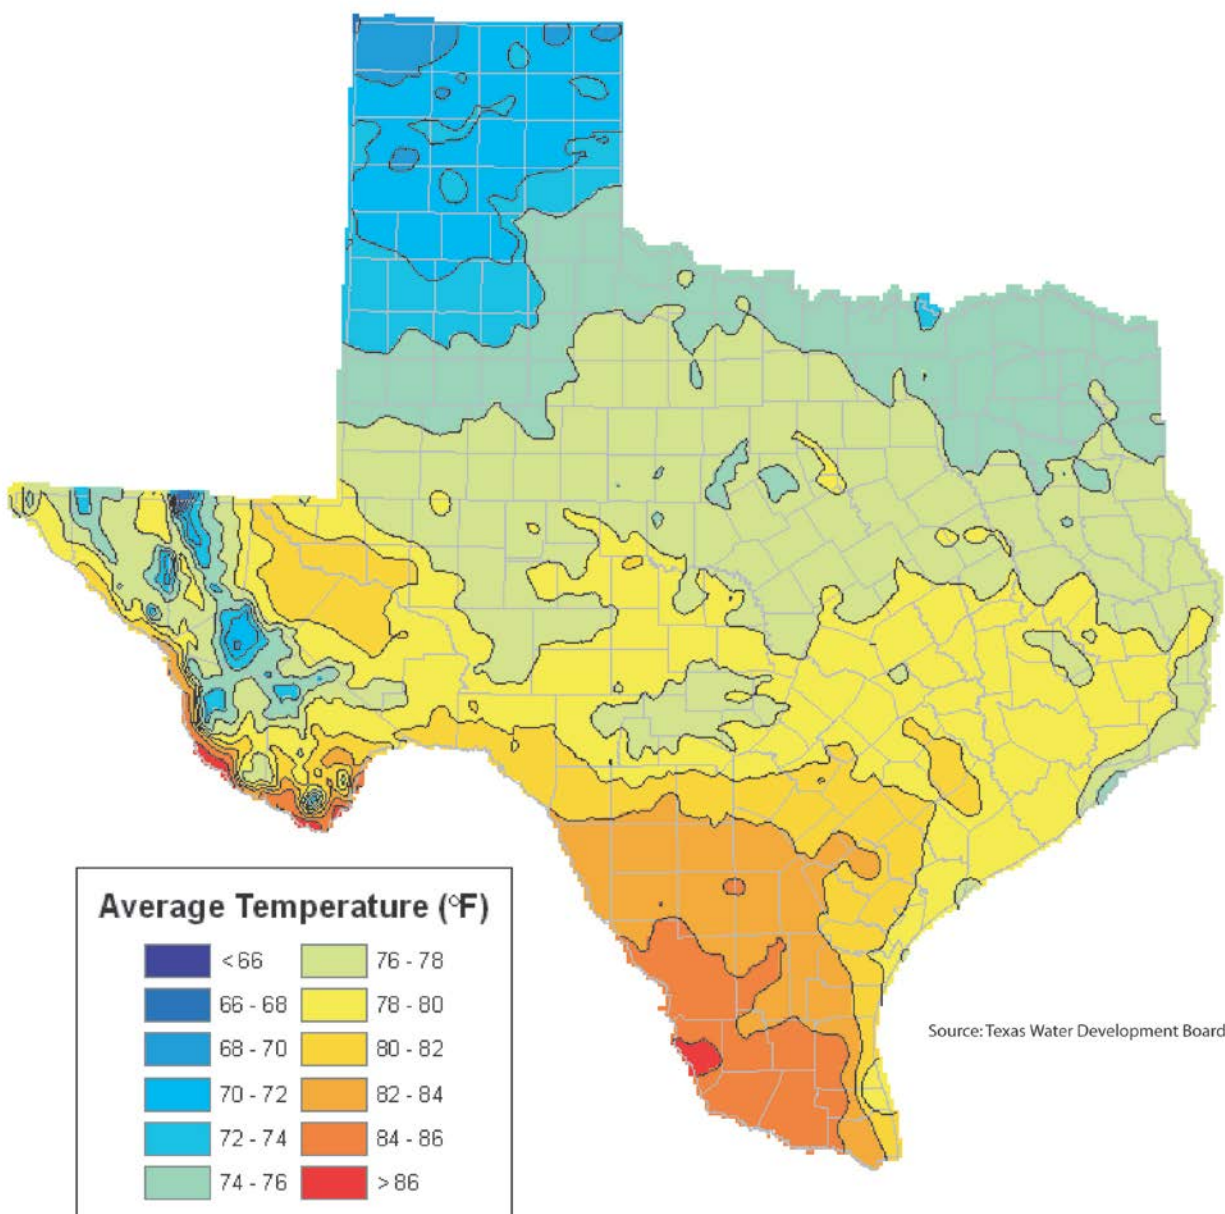 Average Temperature (°F)
< 66
66 - 68
68 - 70
70 - 72
72 - 74
74 - 76
76 - 78
78 - 80
80 - 82
82 - 84
84 - 86
> 86
Source: Texas Water Development Board